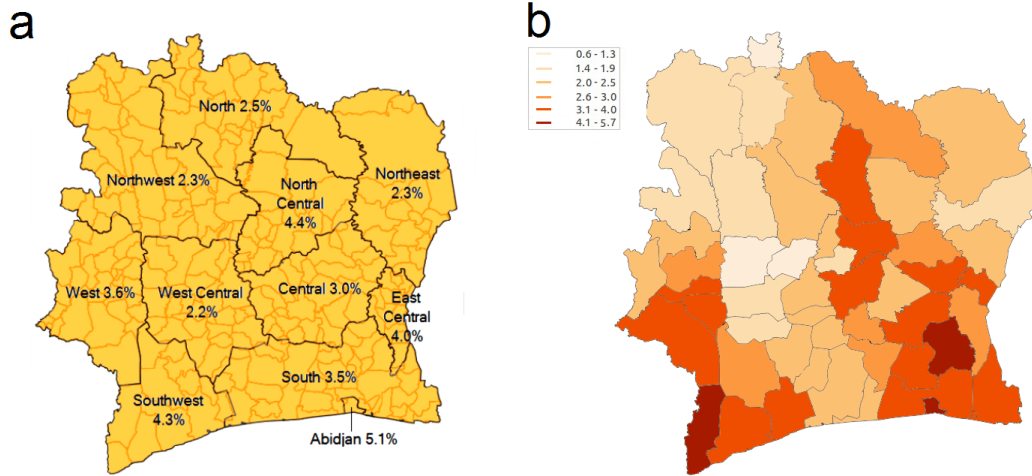 a
North 2.5%
Northwest 2.3%
North
Central
4.4%
Northeast
2.3%
West 3.6%
West Central
2.2%
Central 3.0%
East
Central
4.0%
South 3.5%
Southwest
4.3%
Abidjan 5.1%
b
0.6 - 1.3
1.4 - 1.9
2.0 - 2.5
2.6 - 3.0
3.1 - 4.0
4.1 - 5.7